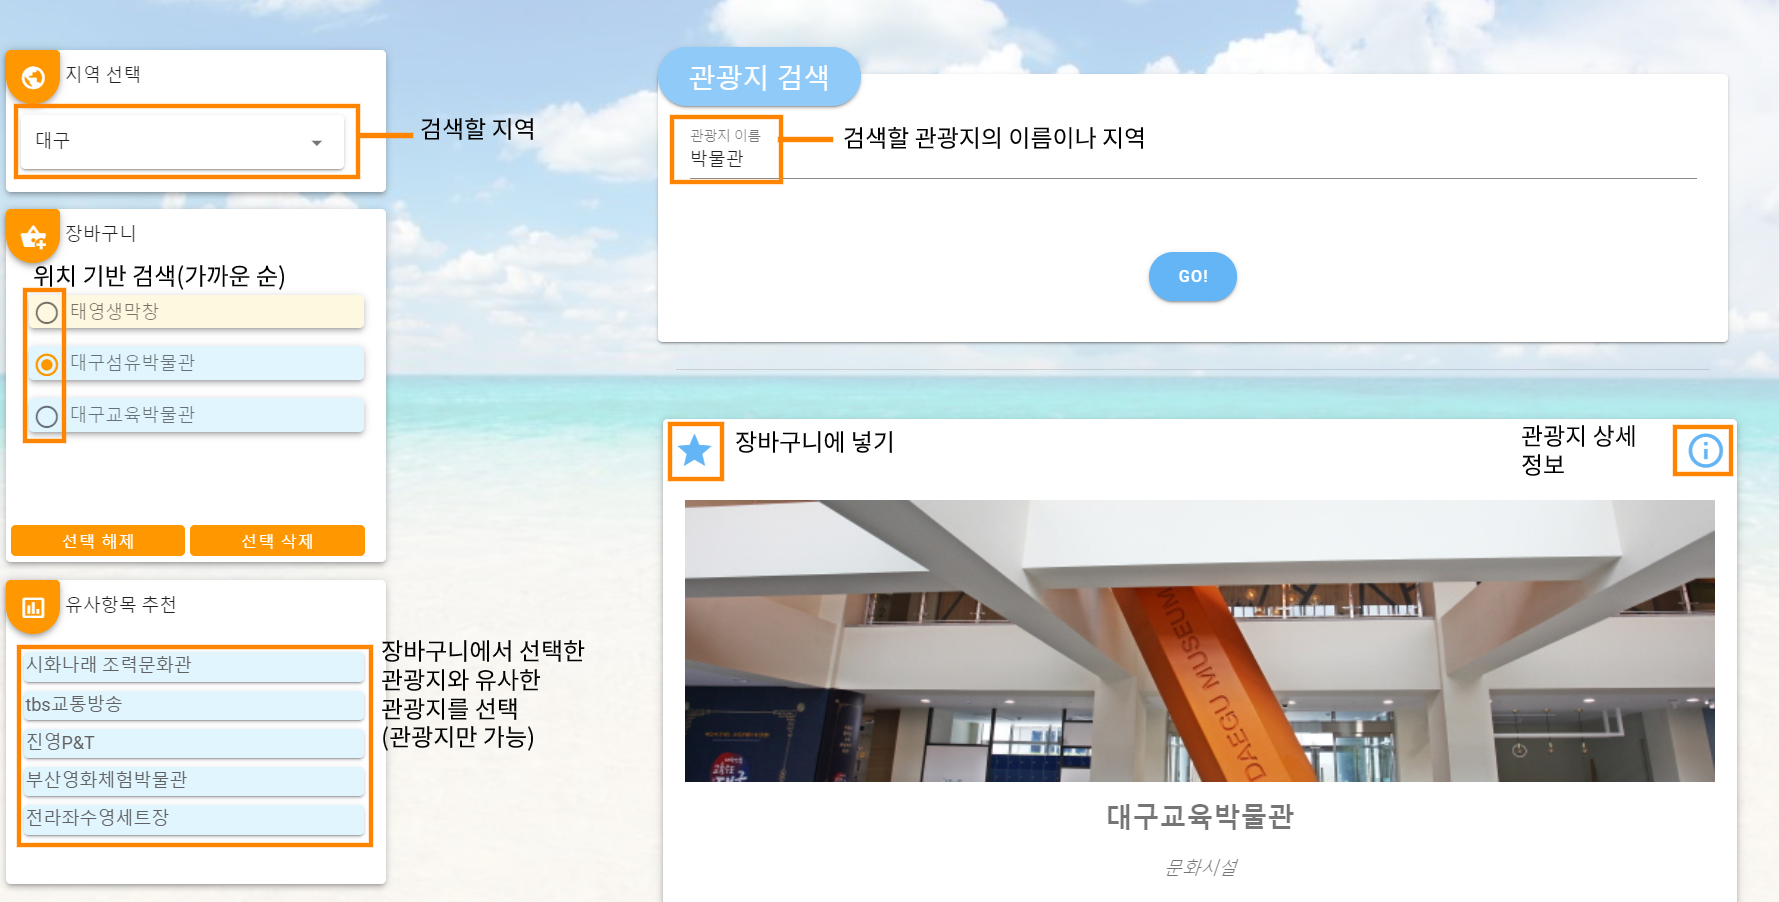 지역 선택
대구
검색할 지역
장바구니
위치 기반 검색(가까운 순)
태영생막창
대구섬유박물관
대구교육박물관
선택 해제
선택 삭제
유사항목 추천
시화나래 조력문화관
tbs교통방송
진영P&T
부산영화체험박물관
전라좌수영세트장
장바구니에서 선택한
관광지와 유사한
관광지를 선택
(관광지만 가능)
관광지 검색
관광지 이름
박물관
검색할 관광지의 이름이나 지역
GO!
장바구니에 넣기
관광지 상세
정보
DAEGU MUSEUM
대구교육박물관
문화시설